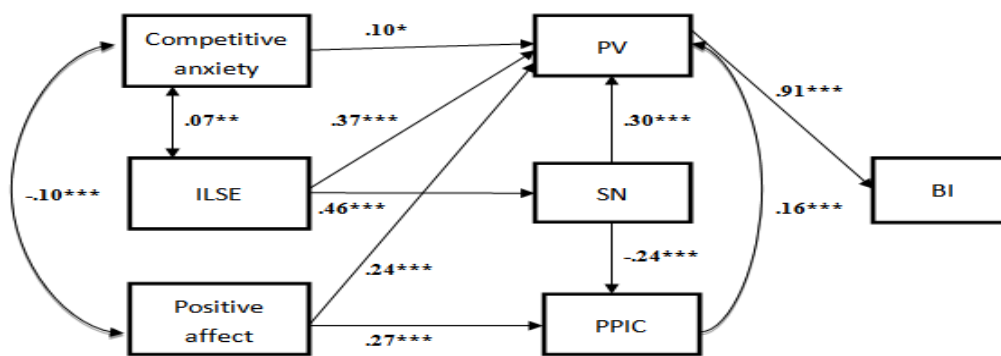 Competitive
anxiety
.10*
PV
.07**
.37***
.30***
.91***
-.10***
ILSE
.46***
SN
.16***
BI
.24***
-.24***
Positive
affect
.27***
PPIC